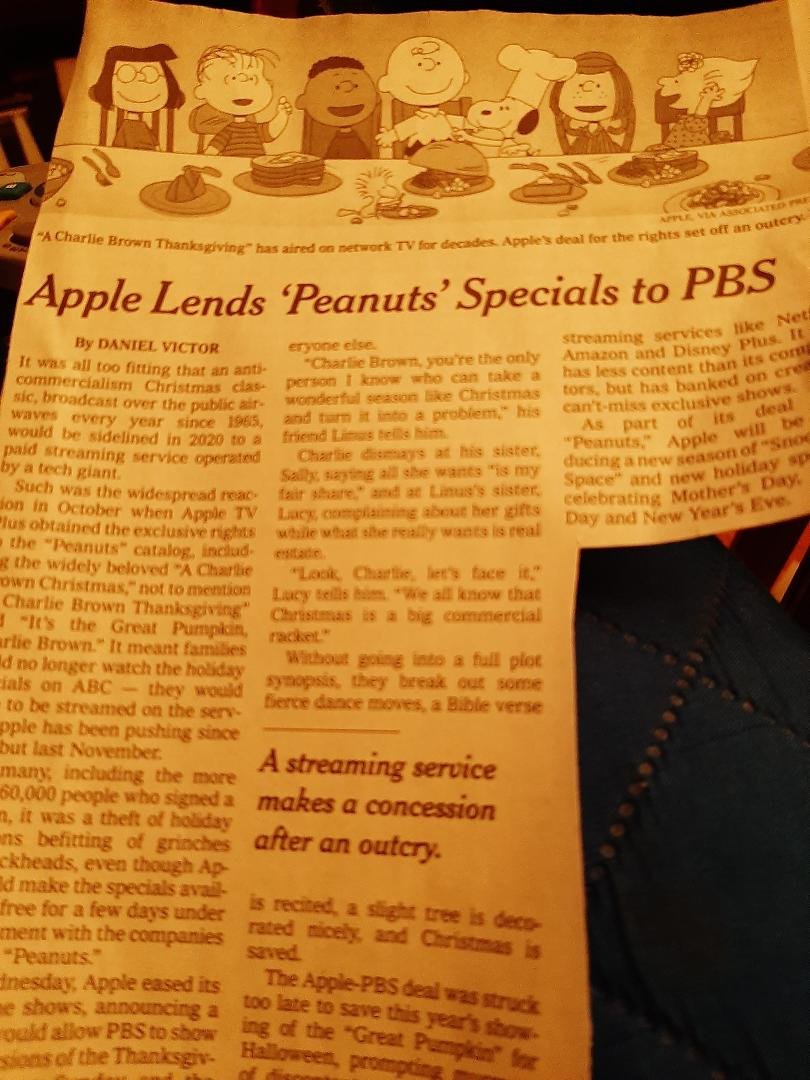 APPLE, VIA ASSOCIATED PRE
"A Charlie Brown Thanksgiving" has aired on network TV for decades. Apple's deal for the rights set off an outcry.
Apple Lends 'Peanuts' Specials to PBS
By DANIEL VICTOR
It was all too fitting that an anti-
commercialism Christmas clas-
sic, broadcast over the public air-
waves every year since 1965,
would be sidelined in 2020 to a
paid streaming service operated
by a tech giant.
Such was the widespread reac-
ion in October when Apple TV
Plus obtained the exclusive rights
o the "Peanuts" catalog, includ-
g the widely beloved "A Charlie
own Christmas," not to mention
Charlie Brown Thanksgiving"
d "It's the Great Pumpkin,
arlie Brown." It meant families
ld no longer watch the holiday
ials on ABC — they would
to be streamed on the serv-
pple has been pushing since
but last November.
many, including the more
60,000 people who signed a
n, it was a theft of holiday
ons befitting of grinches
ckheads, even though Ap-
ld make the specials avail-
free for a few days under
ment with the companies
"Peanuts."
dnesday, Apple eased its
e shows, announcing a
ould allow PBS to show
sions of the Thanksgiv-
Sunday and the
eryone else.
"Charlie Brown, you're the only
person I know who can take a
wonderful season like Christmas
and turn it into a problem," his
friend Linus tells him.
Charlie dismays at his sister,
Sally, saying all she wants "is my
fair share," and at Linus's sister,
Lucy, complaining about her gifts
while what she really wants is real
estate.
"Look, Charlie, let's face it,"
Lucy tells him. "We all know that
Christmas is a big commercial
racket."
Without going into a full plot
synopsis, they break out some
fierce dance moves, a Bible verse
A streaming service
makes a concession
after an outcry.
is recited, a slight tree is deco-
rated nicely, and Christmas is
saved.
The Apple-PBS deal was struck
too late to save this year's show-
ing of the "Great Pumpkin" for
Halloween, prompting
of
streaming services like Net
Amazon and Disney Plus. It
has less content than its com
tors, but has banked on cre
can't-miss exclusive shows.
As part of its deal
"Peanuts," Apple will be
ducing a new season of "Sno
Space" and new holiday sp
celebrating Mother's Day,
Day and New Year's Eve.